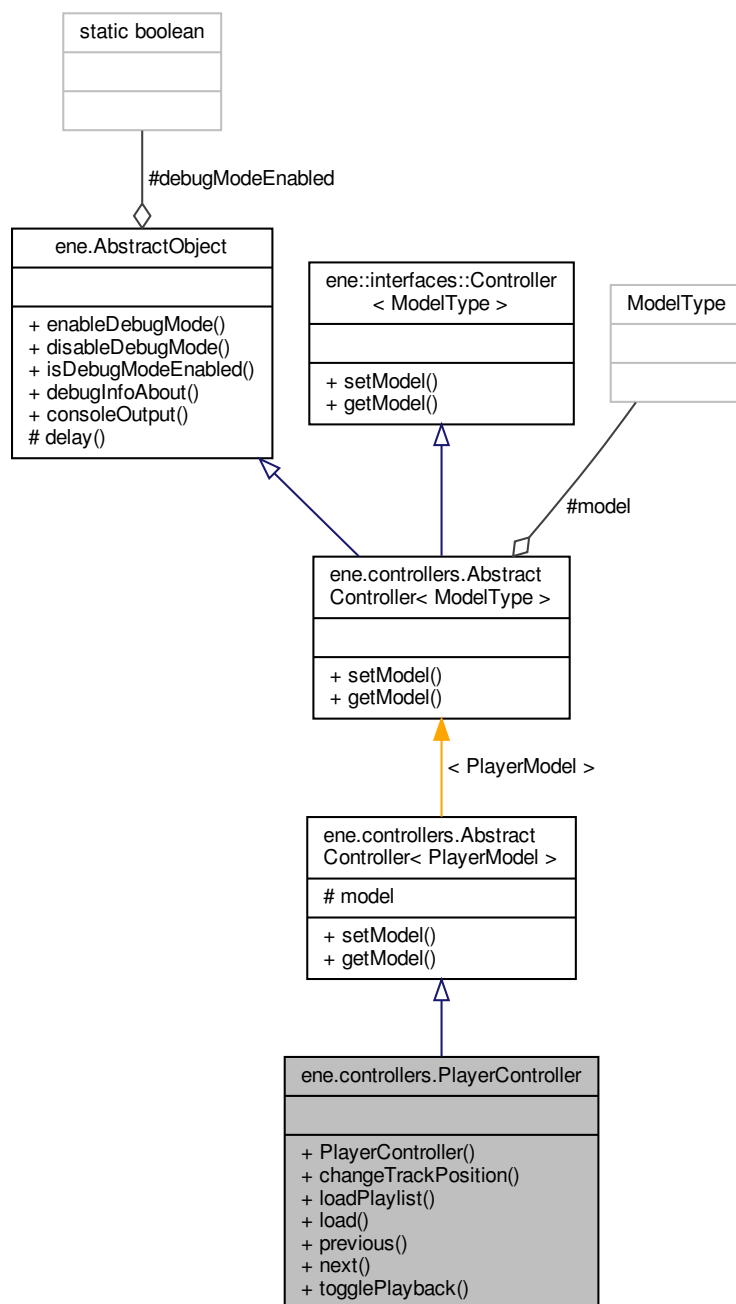 static boolean
#debugModeEnabled
ene.AbstractObject
+ enableDebugMode()
+ disableDebugMode()
+ isDebugModeEnabled()
+ debugInfoAbout()
+ consoleOutput()
# delay()
ene::interfaces::Controller
< ModelType >
+ setModel()
+ getModel()
ModelType
#model
ene.controllers.Abstract
Controller< ModelType >
+ setModel()
+ getModel()
< PlayerModel >
ene.controllers.Abstract
Controller< PlayerModel >
# model
+ setModel()
+ getModel()
ene.controllers.PlayerController
+ PlayerController()
+ changeTrackPosition()
+ loadPlaylist()
+ load()
+ previous()
+ next()
+ togglePlayback()